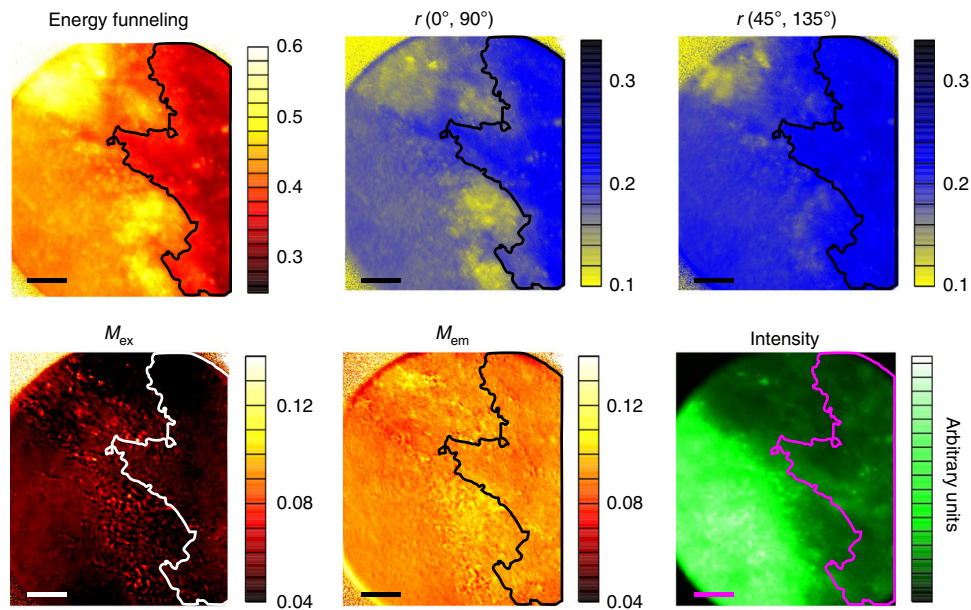 Energy funneling
0.6
0.5
0.4
0.3
r (0°, 90°)
0.3
0.2
0.1
r (45°, 135°)
0.3
0.2
0.1
Mex
0.12
0.08
0.04
Mem
0.12
0.08
0.04
Intensity
Arbitrary units